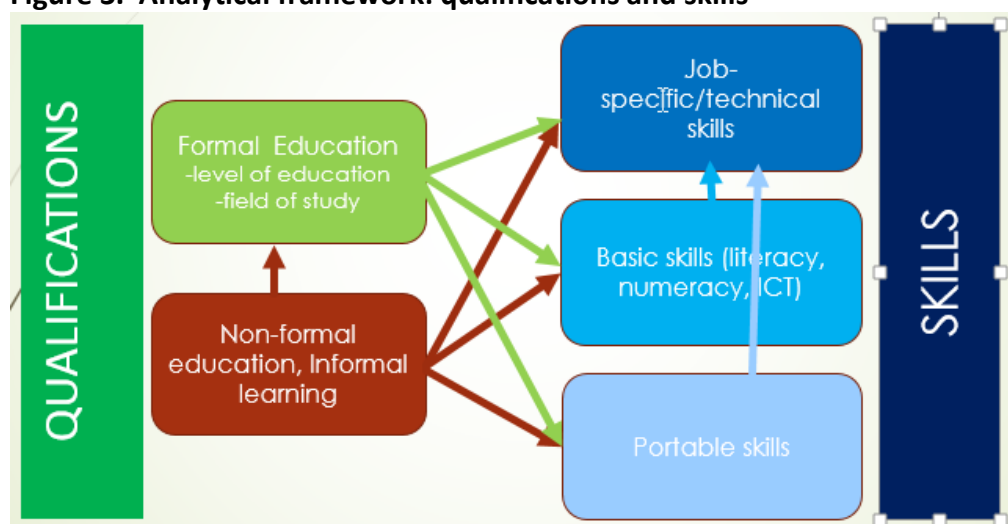 Figure 3. Analytical framework: qualifications and skills
QUALIFICATIONS
Formal Education
-level of education
-field of study
Non-formal
education, Informal
learning
Job-
specific/technical
skills
Basic skills (literacy,
numeracy, ICT)
Portable skills
SKILLS